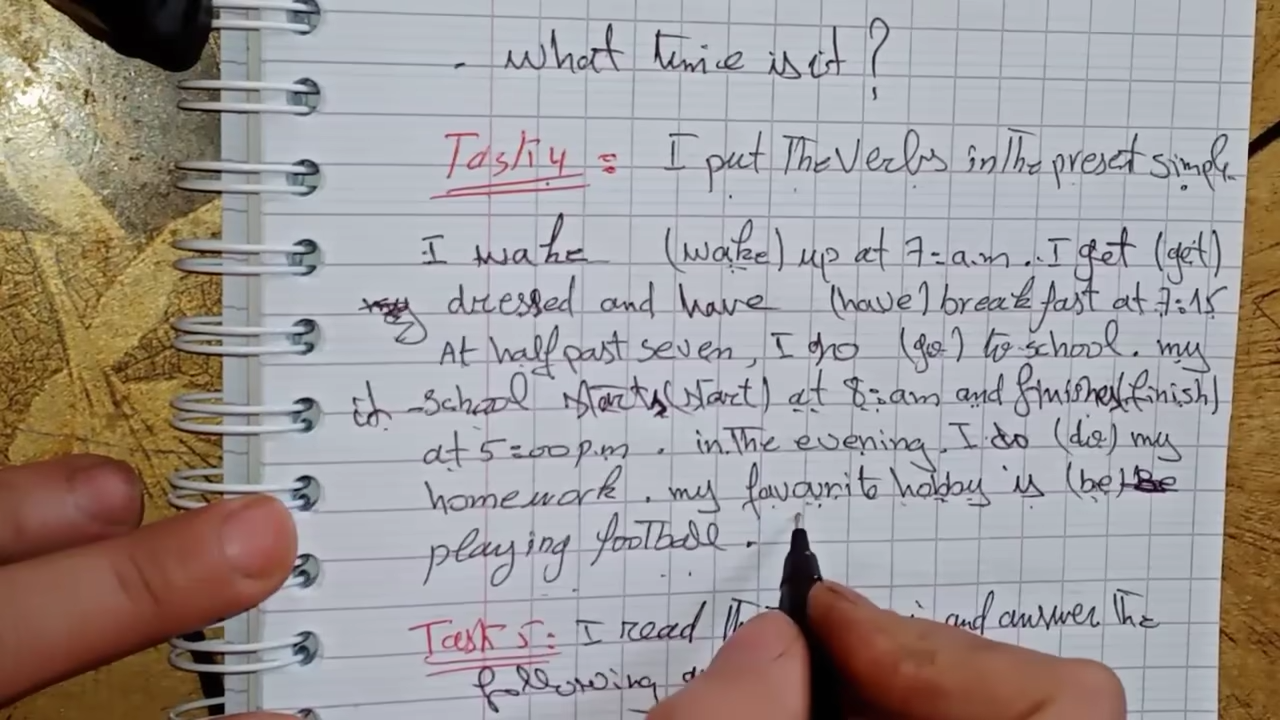 . What time is it ?
Task 4 : I put The Verbs in The preset simple.
I wake (wake) up at 7:a.m. . I get (get)
dressed and have (have) breakfast at 7:15
At half past seven, I go (go) to school. my
school starts (start) at 8:am and finishes (finish)
at 5:00 p.m . in The evening, I do (do) my
homework . my favourite hobby is (be)
playing football .
Task 5: I read and answer The
following